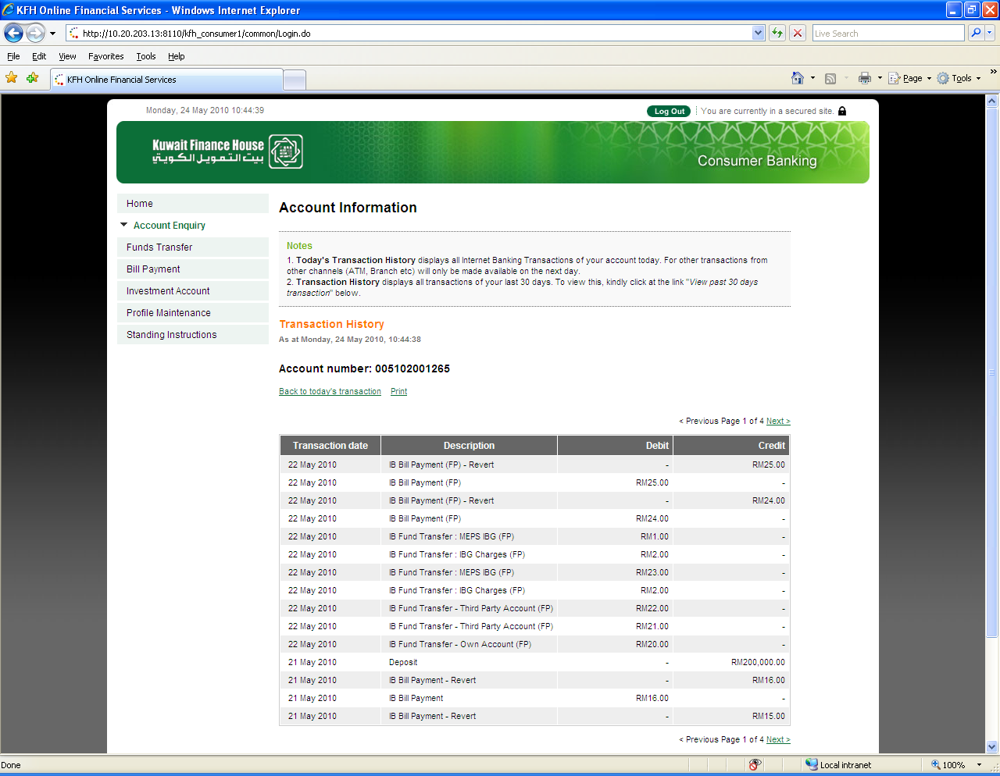 KFH Online Financial Services - Windows Internet Explorer
http://10.20.203.13:8110/kfh_consumer1/common/Login.do
Live Search
File Edit View Favorites Tools Help
KFH Online Financial Services
Page Tools »
Monday, 24 May 2010 10:44:39
Log Out You are currently in a secured site.
Kuwait Finance House
بيت التمويل الكويتي
Consumer Banking
Home
Account Enquiry
Funds Transfer
Bill Payment
Investment Account
Profile Maintenance
Standing Instructions
Account Information
Notes
1. Today's Transaction History displays all Internet Banking Transactions of your account today. For other transactions from
other channels (ATM, Branch etc) will only be made available on the next day.
2. Transaction History displays all transactions of your last 30 days. To view this, kindly click at the link "View past 30 days
transaction" below.
Transaction History
As at Monday, 24 May 2010, 10:44:38
Account number: 005102001265
Back to today's transaction Print
< Previous Page 1 of 4 Next >
Transaction date Description Debit Credit
22 May 2010 IB Bill Payment (FP) - Revert - RM25.00
22 May 2010 IB Bill Payment (FP) RM25.00 -
22 May 2010 IB Bill Payment (FP) - Revert - RM24.00
22 May 2010 IB Bill Payment (FP) RM24.00 -
22 May 2010 IB Fund Transfer : MEPS IBG (FP) RM1.00 -
22 May 2010 IB Fund Transfer : IBG Charges (FP) RM2.00 -
22 May 2010 IB Fund Transfer : MEPS IBG (FP) RM23.00 -
22 May 2010 IB Fund Transfer : IBG Charges (FP) RM2.00 -
22 May 2010 IB Fund Transfer - Third Party Account (FP) RM22.00 -
22 May 2010 IB Fund Transfer - Third Party Account (FP) RM21.00 -
22 May 2010 IB Fund Transfer - Own Account (FP) RM20.00 -
21 May 2010 Deposit - RM200,000.00
21 May 2010 IB Bill Payment - Revert - RM16.00
21 May 2010 IB Bill Payment RM16.00 -
21 May 2010 IB Bill Payment - Revert - RM15.00
< Previous Page 1 of 4 Next >
Done Local intranet 100%